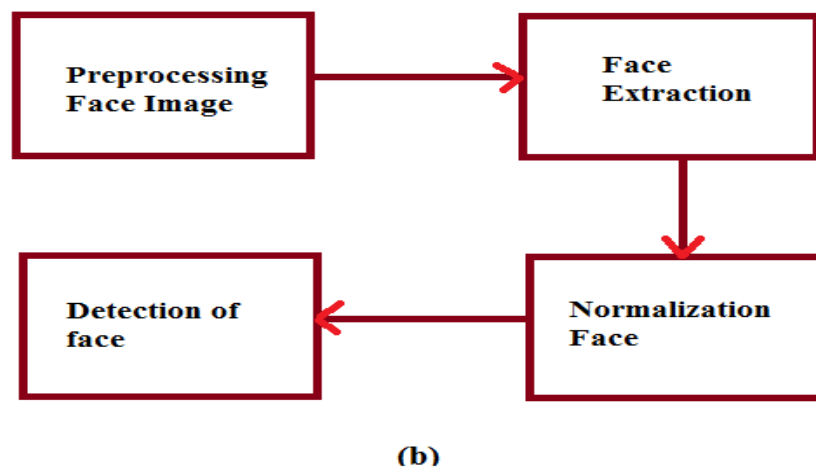 Preprocessing
Face Image
Face
Extraction
Normalization
Face
Detection of
face
(b)